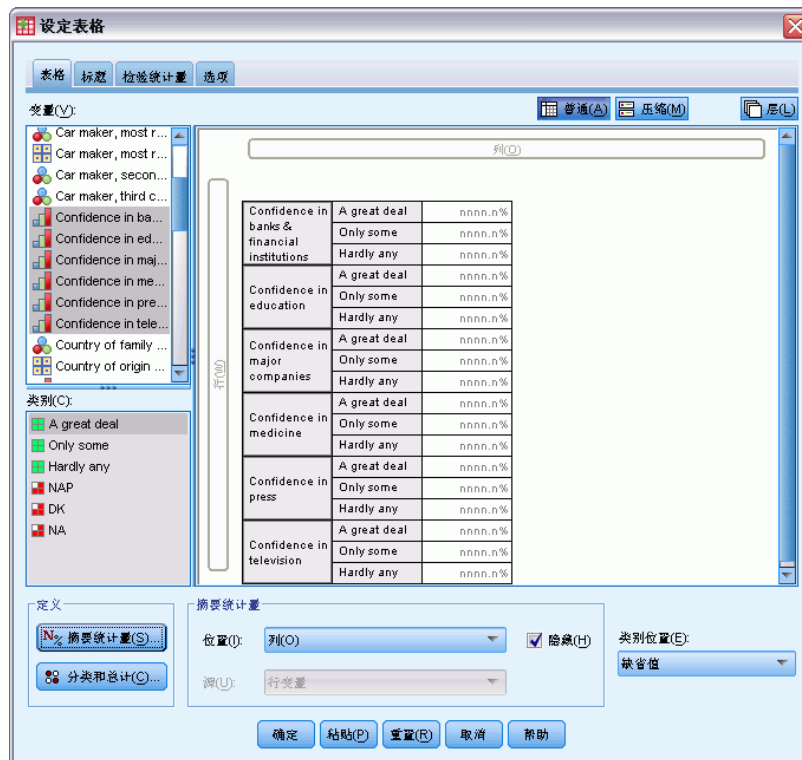 设定表格
表格 标题 检验统计量 选项
变量(V):
普通(A) 压缩(M) 层(L)
Car maker, most r...
Car maker, most r...
Car maker, secon...
Car maker, third c...
Confidence in ba...
Confidence in ed...
Confidence in maj...
Confidence in me...
Confidence in pre...
Confidence in tele...
Country of family ...
Country of origin ...
类别(C):
A great deal
Only some
Hardly any
NAP
DK
NA
列(O)
行(W)
Confidence in banks & financial institutions A great deal nnnn.n%
Only some nnnn.n%
Hardly any nnnn.n%
Confidence in education A great deal nnnn.n%
Only some nnnn.n%
Hardly any nnnn.n%
Confidence in major companies A great deal nnnn.n%
Only some nnnn.n%
Hardly any nnnn.n%
Confidence in medicine A great deal nnnn.n%
Only some nnnn.n%
Hardly any nnnn.n%
Confidence in press A great deal nnnn.n%
Only some nnnn.n%
Hardly any nnnn.n%
Confidence in television A great deal nnnn.n%
Only some nnnn.n%
Hardly any nnnn.n%
定义
N% 摘要统计量(S)...
分类和总计(C)...
摘要统计量
位置(I): 列(O) 隐藏(H)
源(U): 行变量
类别位置(E):
缺省值
确定 粘贴(P) 重置(R) 取消 帮助